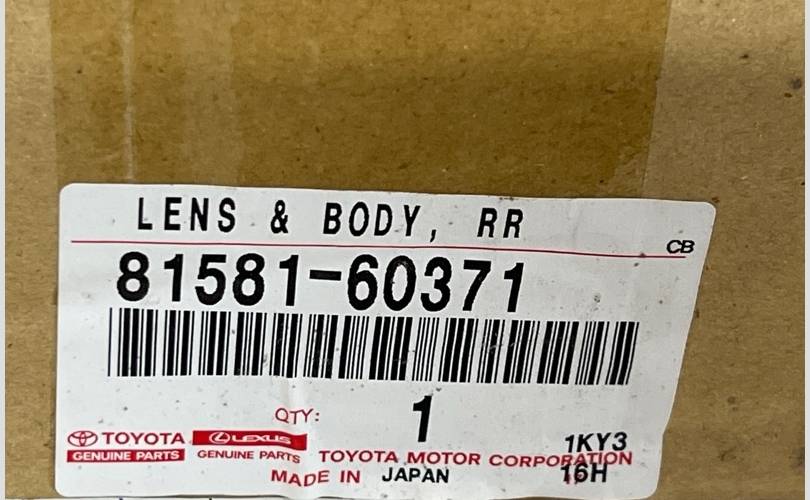 LENS & BODY, RR
CB
81581-60371
QTY: 1
TOYOTA LEXUS 1KY3
GENUINE PARTS GENUINE PARTS TOYOTA MOTOR CORPORATION
MADE IN JAPAN 16H